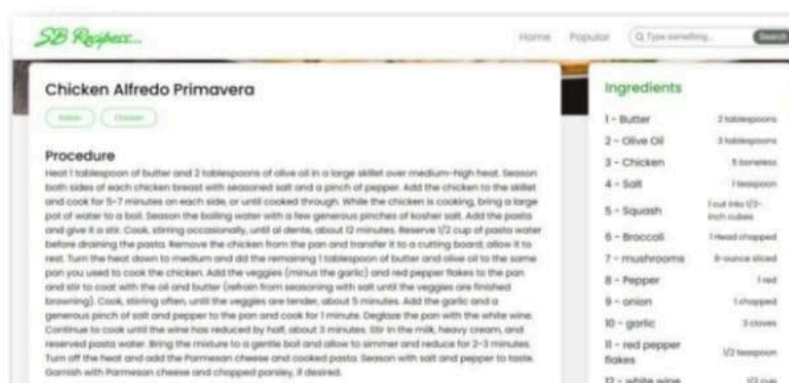 SB Recipess...
Home Popular Type something... Search
Chicken Alfredo Primavera
Italian Chicken
Procedure
Heat 1 tablespoon of butter and 2 tablespoons of olive oil in a large skillet over medium-high heat. Season
both sides of each chicken breast with seasoned salt and a pinch of pepper. Add the chicken to the skillet
and cook for 5-7 minutes on each side, or until cooked through. While the chicken is cooking, bring a large
pot of water to a boil. Season the boiling water with a few generous pinches of kosher salt. Add the pasta
and give it a stir. Cook, stirring occasionally, until al dente, about 12 minutes. Reserve 1/2 cup of pasta water
before draining the pasta. Remove the chicken from the pan and transfer it to a cutting board; allow it to
rest. Turn the heat down to medium and dd the remaining 1 tablespoon of butter and olive oil to the same
pan you used to cook the chicken. Add the veggies (minus the garlic) and red pepper flakes to the pan
and stir to coat with the oil and butter (refrain from seasoning with salt until the veggies are finished
browning). Cook, stirring often, until the veggies are tender, about 5 minutes. Add the garlic and a
generous pinch of salt and pepper to the pan and cook for 1 minute. Deglaze the pan with the white wine.
Continue to cook until the wine has reduced by half, about 3 minutes. Stir in the milk, heavy cream, and
reserved pasta water. Bring the mixture to a gentle boil and allow to simmer and reduce for 2-3 minutes.
Turn off the heat and add the Parmesan cheese and cooked pasta. Season with salt and pepper to taste.
Garnish with Parmesan cheese and chopped parsley, if desired.
Ingredients
1 - Butter 2 tablespoons
2 - Olive Oil 3 tablespoons
3 - Chicken 5 boneless
4 - Salt 1 teaspoon
5 - Squash 1 cut into 1/2-
inch cubes
6 - Broccoli 1 Head chopped
7 - mushrooms 8-ounce sliced
8 - Pepper 1 red
9 - onion 1 chopped
10 - garlic 3 cloves
11 - red pepper
flakes 1/2 teaspoon
12 - white wine 1/2 cup